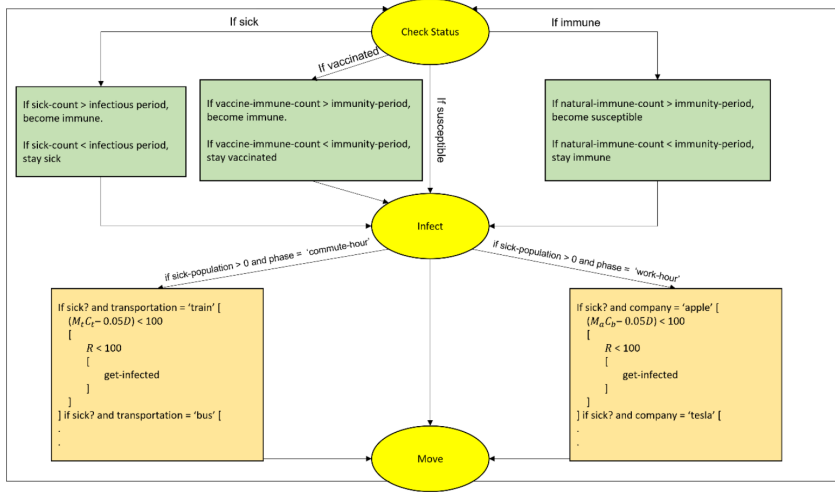 If sick
Check Status
If immune
If vaccinated
If susceptible
If sick-count > infectious period,
become immune.
If sick-count < infectious period,
stay sick
If vaccine-immune-count > immunity-period,
become immune.
If vaccine-immune-count < immunity-period,
stay vaccinated
If natural-immune-count > immunity-period,
become susceptible
If natural-immune-count < immunity-period,
stay immune
Infect
if sick-population > 0 and phase = 'commute-hour'
if sick-population > 0 and phase = 'work-hour'
If sick? and transportation = 'train' [
(MₜCₜ – 0.05D) < 100
[
R < 100
[
get-infected
]
]
] if sick? and transportation = 'bus' [
.
.
If sick? and company = 'apple' [
(MₐC_b – 0.05D) < 100
[
R < 100
[
get-infected
]
]
] if sick? and company = 'tesla' [
.
.
Move